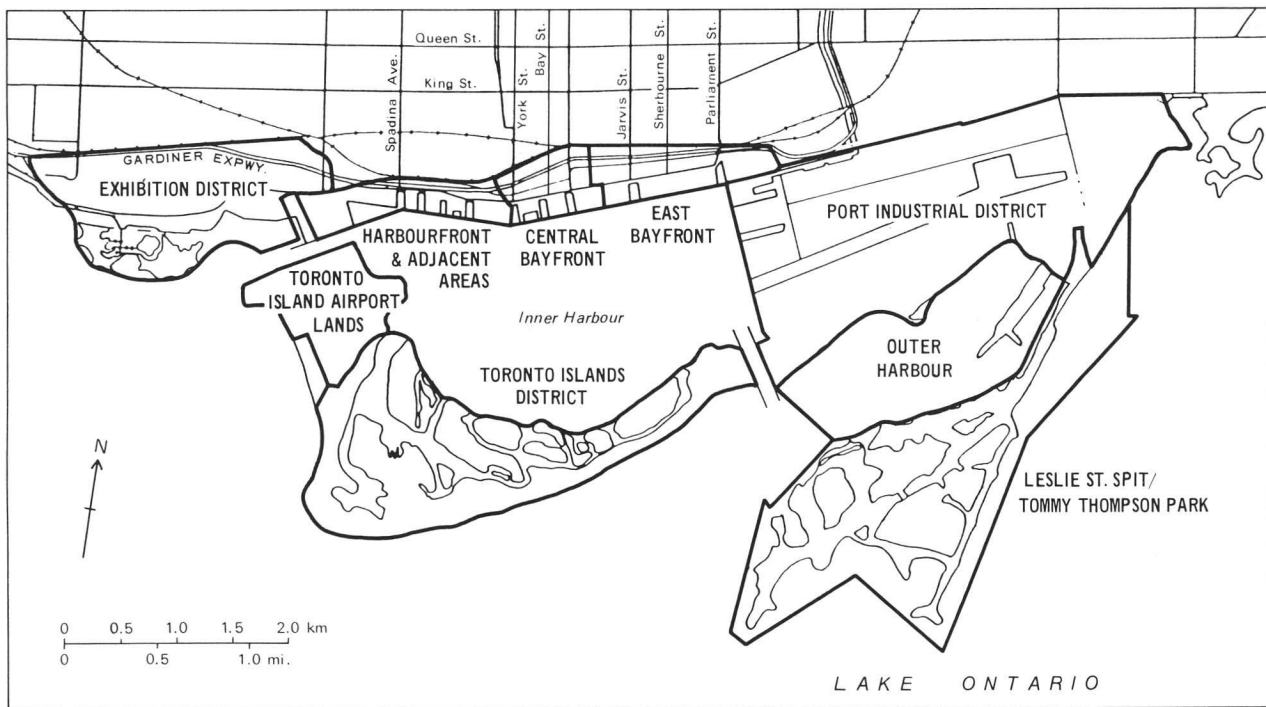 Queen St.
King St.
Spadina Ave.
York St.
Bay St.
Jarvis St.
Sherbourne St.
Parliament St.
GARDINER EXPWY.
EXHIBITION DISTRICT
HARBOURFRONT
& ADJACENT
AREAS
CENTRAL
BAYFRONT
EAST
BAYFRONT
PORT INDUSTRIAL DISTRICT
TORONTO
ISLAND AIRPORT
LANDS
Inner Harbour
OUTER
HARBOUR
TORONTO ISLANDS
DISTRICT
N
LESLIE ST. SPIT/
TOMMY THOMPSON PARK
0 0.5 1.0 1.5 2.0 km
0 0.5 1.0 mi.
LAKE ONTARIO